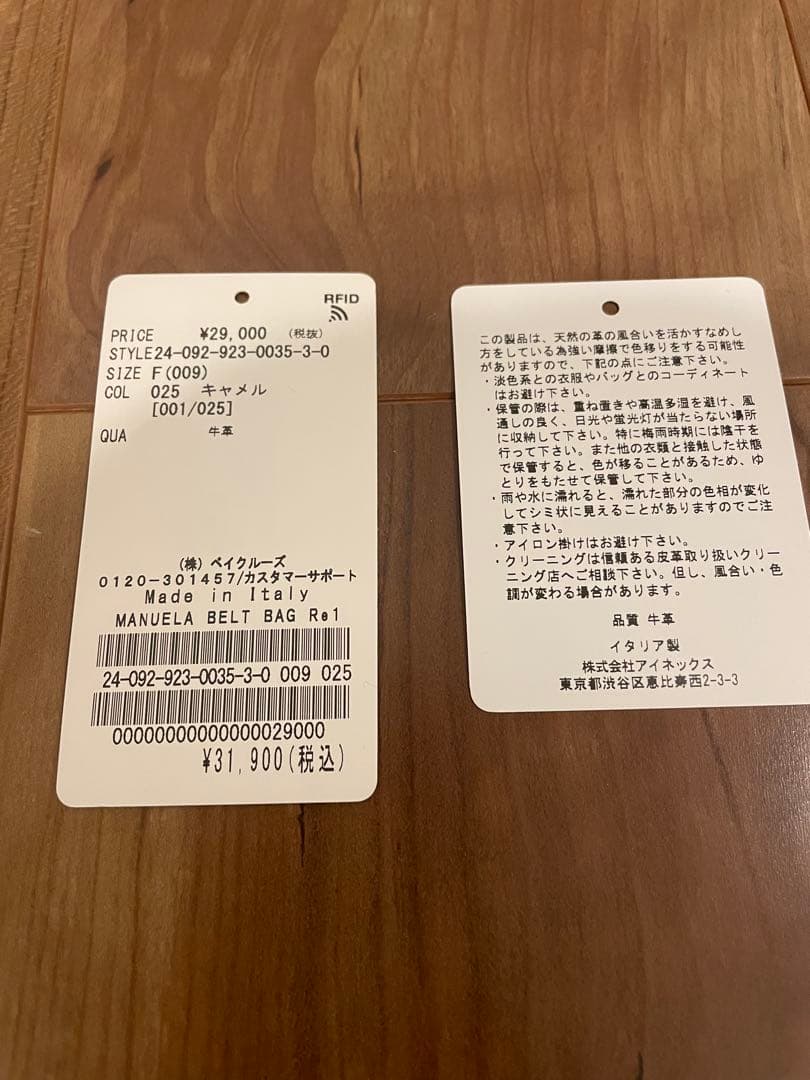 RFID
PRICE ¥29,000 (税抜)
STYLE24-092-923-0035-3-0
SIZE F(009)
COL 025 キャメル
[001/025]
QUA 牛革
(株) ベイクルーズ
0120-301457/カスタマーサポート
Made in Italy
MANUELA BELT BAG Re1
24-092-923-0035-3-0 009 025
00000000000000029000
¥31,900(税込)
この製品は、天然の革の風合いを活かすなめし
方をしている為強い摩擦で色移りをする可能性
がありますので、下記の点にご注意下さい。
・淡色系との衣服やバッグとのコーディネート
はお避け下さい。
・保管の際は、重ね置きや高温多湿を避け、風
通しの良く、日光や蛍光灯が当たらない場所
に収納して下さい。特に梅雨時期には陰干を
行って下さい。また他の衣類と接触した状態
で保管すると、色が移ることがあるため、ゆ
とりをもたせて保管して下さい。
・雨や水に濡れると、濡れた部分の色相が変化
してシミ状に見えることがありますのでご注
意下さい。
・アイロン掛けはお避け下さい。
・クリーニングは信頼ある皮革取り扱いクリー
ニング店へご相談下さい。但し、風合い・色
調が変わる場合があります。
品質 牛革
イタリア製
株式会社アイネックス
東京都渋谷区恵比寿西2-3-3